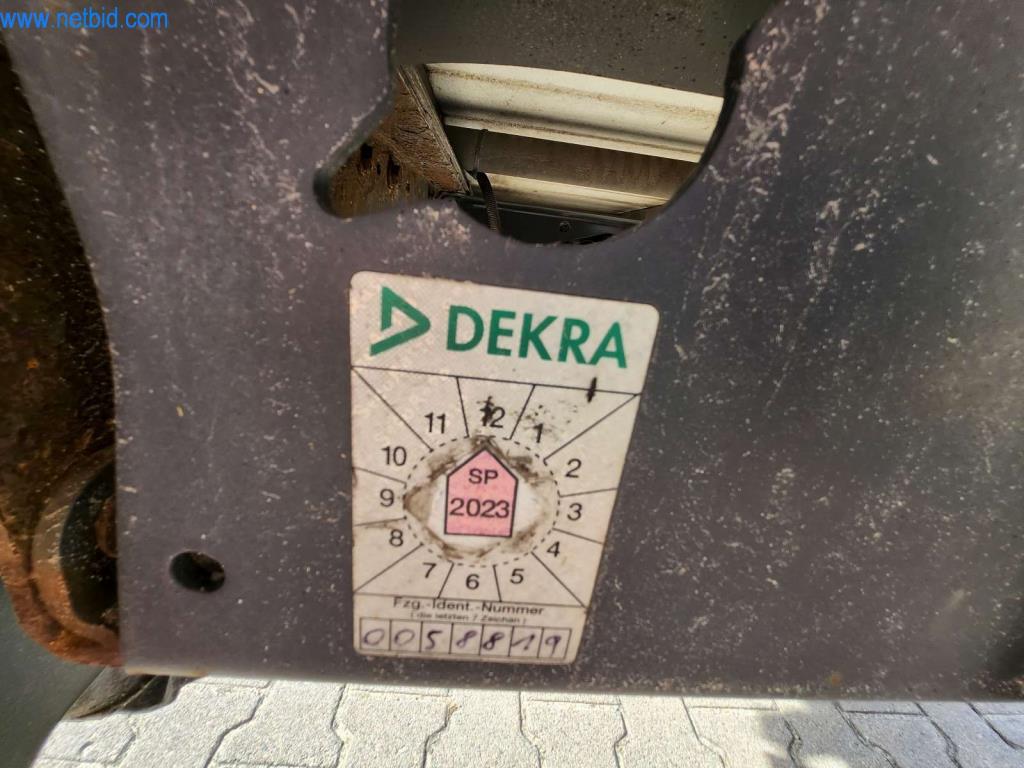 www.netbid.com
DEKRA
12
11 1
10 2
SP
9 2023 3
8 4
7 6 5
Fzg.-Ident.-Nummer
( die letzten 7 Zeichen )
0058819